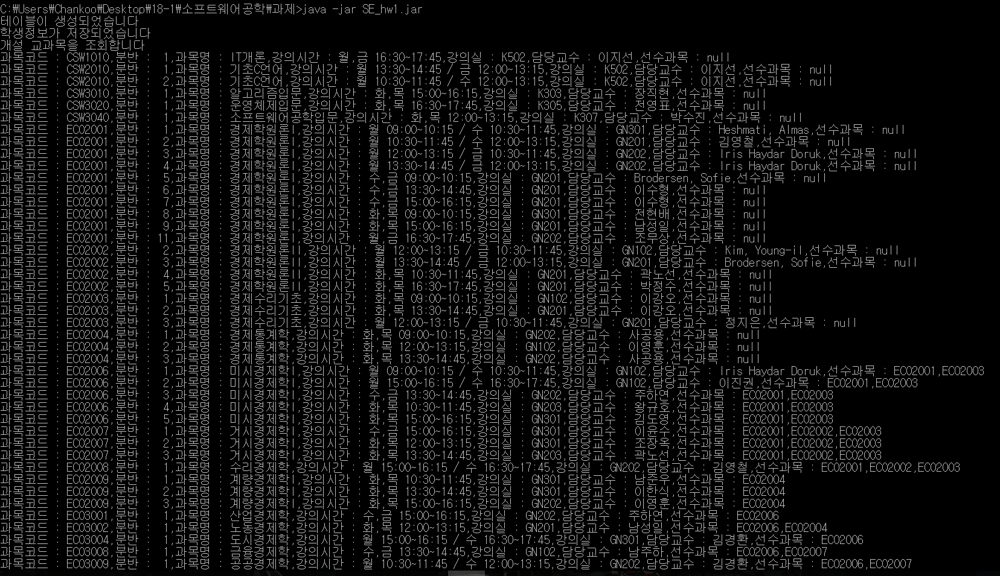 C:\Users\Chankoo\Desktop\18-1\소프트웨어공학\과제>java -jar SE_hw1.jar
테이블이 생성되었습니다
학생정보가 저장되었습니다
개설 교과목을 조회합니다
과목코드 : CSW1010,분반 :  1,과목명 : IT개론,강의시간 : 월,금 16:30~17:45,강의실 : K502,담당교수 : 이지선,선수과목 : null
과목코드 : CSW2010,분반 :  1,과목명 : 기초C언어,강의시간 : 월 13:30~14:45 / 금 12:00~13:15,강의실 : K502,담당교수 : 이지선,선수과목 : null
과목코드 : CSW2010,분반 :  2,과목명 : 기초C언어,강의시간 : 월 10:30~11:45 / 수 12:00~13:15,강의실 : K502,담당교수 : 이지선,선수과목 : null
과목코드 : CSW3010,분반 :  1,과목명 : 알고리즘입문,강의시간 : 화,목 15:00~16:15,강의실 : K303,담당교수 : 장직현,선수과목 : null
과목코드 : CSW3020,분반 :  1,과목명 : 운영체제입문,강의시간 : 화,목 16:30~17:45,강의실 : K305,담당교수 : 전영표,선수과목 : null
과목코드 : CSW3040,분반 :  1,과목명 : 소프트웨어공학입문,강의시간 : 화,목 12:00~13:15,강의실 : K307,담당교수 : 박수진,선수과목 : null
과목코드 : ECO2001,분반 :  1,과목명 : 경제학원론I,강의시간 : 월 09:00~10:15 / 수 10:30~11:45,강의실 : GN301,담당교수 : Heshmati, Almas,선수과목 : null
과목코드 : ECO2001,분반 :  2,과목명 : 경제학원론I,강의시간 : 월 10:30~11:45 / 수 12:00~13:15,강의실 : GN201,담당교수 : 김영철,선수과목 : null
과목코드 : ECO2001,분반 :  3,과목명 : 경제학원론I,강의시간 : 월 12:00~13:15 / 금 10:30~11:45,강의실 : GN202,담당교수 : Iris Haydar Doruk,선수과목 : null
과목코드 : ECO2001,분반 :  4,과목명 : 경제학원론I,강의시간 : 월 13:30~14:45 / 금 12:00~13:15,강의실 : GN202,담당교수 : Iris Haydar Doruk,선수과목 : null
과목코드 : ECO2001,분반 :  5,과목명 : 경제학원론I,강의시간 : 수,금 09:00~10:15,강의실 : GN201,담당교수 : Brodersen, Sofie,선수과목 : null
과목코드 : ECO2001,분반 :  6,과목명 : 경제학원론I,강의시간 : 수,금 13:30~14:45,강의실 : GN201,담당교수 : 이수형,선수과목 : null
과목코드 : ECO2001,분반 :  7,과목명 : 경제학원론I,강의시간 : 수,금 15:00~16:15,강의실 : GN201,담당교수 : 이수형,선수과목 : null
과목코드 : ECO2001,분반 :  8,과목명 : 경제학원론I,강의시간 : 화,목 09:00~10:15,강의실 : GN301,담당교수 : 전현배,선수과목 : null
과목코드 : ECO2001,분반 :  9,과목명 : 경제학원론I,강의시간 : 화,목 15:00~16:15,강의실 : GN201,담당교수 : 남성일,선수과목 : null
과목코드 : ECO2001,분반 : 11,과목명 : 경제학원론I,강의시간 : 월,금 16:30~17:45,강의실 : GN202,담당교수 : 조무상,선수과목 : null
과목코드 : ECO2002,분반 :  2,과목명 : 경제학원론II,강의시간 : 월 12:00~13:15 / 금 10:30~11:45,강의실 : GN102,담당교수 : Kim, Young-il,선수과목 : null
과목코드 : ECO2002,분반 :  3,과목명 : 경제학원론II,강의시간 : 월 13:30~14:45 / 금 12:00~13:15,강의실 : GN201,담당교수 : Brodersen, Sofie,선수과목 : null
과목코드 : ECO2002,분반 :  4,과목명 : 경제학원론II,강의시간 : 화,목 10:30~11:45,강의실 : GN201,담당교수 : 곽노선,선수과목 : null
과목코드 : ECO2002,분반 :  5,과목명 : 경제학원론II,강의시간 : 화,목 16:30~17:45,강의실 : GN201,담당교수 : 박정수,선수과목 : null
과목코드 : ECO2003,분반 :  1,과목명 : 경제수리기초,강의시간 : 화,목 09:00~10:15,강의실 : GN102,담당교수 : 이강오,선수과목 : null
과목코드 : ECO2003,분반 :  2,과목명 : 경제수리기초,강의시간 : 화,목 13:30~14:45,강의실 : GN201,담당교수 : 이강오,선수과목 : null
과목코드 : ECO2003,분반 :  3,과목명 : 경제수리기초,강의시간 : 월 12:00~13:15 / 금 10:30~11:45,강의실 : GN201,담당교수 : 정지은,선수과목 : null
과목코드 : ECO2004,분반 :  1,과목명 : 경제통계학,강의시간 : 화,목 09:00~10:15,강의실 : GN202,담당교수 : 사공용,선수과목 : null
과목코드 : ECO2004,분반 :  2,과목명 : 경제통계학,강의시간 : 화,목 12:00~13:15,강의실 : GN102,담당교수 : 이영훈,선수과목 : null
과목코드 : ECO2004,분반 :  3,과목명 : 경제통계학,강의시간 : 화,목 13:30~14:45,강의실 : GN202,담당교수 : 사공용,선수과목 : null
과목코드 : ECO2006,분반 :  1,과목명 : 미시경제학I,강의시간 : 월 09:00~10:15 / 수 10:30~11:45,강의실 : GN102,담당교수 : Iris Haydar Doruk,선수과목 : ECO2001,ECO2003
과목코드 : ECO2006,분반 :  2,과목명 : 미시경제학I,강의시간 : 월 15:00~16:15 / 수 16:30~17:45,강의실 : GN102,담당교수 : 이진권,선수과목 : ECO2001,ECO2003
과목코드 : ECO2006,분반 :  3,과목명 : 미시경제학I,강의시간 : 수,금 13:30~14:45,강의실 : GN202,담당교수 : 주하연,선수과목 : ECO2001,ECO2003
과목코드 : ECO2006,분반 :  4,과목명 : 미시경제학I,강의시간 : 화,목 10:30~11:45,강의실 : GN203,담당교수 : 왕규호,선수과목 : ECO2001,ECO2003
과목코드 : ECO2006,분반 :  5,과목명 : 미시경제학I,강의시간 : 화,목 15:00~16:15,강의실 : GN301,담당교수 : 김도영,선수과목 : ECO2001,ECO2003
과목코드 : ECO2007,분반 :  1,과목명 : 거시경제학I,강의시간 : 수,금 15:00~16:15,강의실 : GN301,담당교수 : 이윤수,선수과목 : ECO2001,ECO2002,ECO2003
과목코드 : ECO2007,분반 :  2,과목명 : 거시경제학I,강의시간 : 화,목 12:00~13:15,강의실 : GN301,담당교수 : 조장옥,선수과목 : ECO2001,ECO2002,ECO2003
과목코드 : ECO2007,분반 :  3,과목명 : 거시경제학I,강의시간 : 화,목 13:30~14:45,강의실 : GN203,담당교수 : 곽노선,선수과목 : ECO2001,ECO2002,ECO2003
과목코드 : ECO2008,분반 :  1,과목명 : 수리경제학,강의시간 : 월 15:00~16:15 / 수 16:30~17:45,강의실 : GN202,담당교수 : 김영철,선수과목 : ECO2001,ECO2002,ECO2003
과목코드 : ECO2009,분반 :  1,과목명 : 계량경제학I,강의시간 : 화,목 10:30~11:45,강의실 : GN301,담당교수 : 남준우,선수과목 : ECO2004
과목코드 : ECO2009,분반 :  2,과목명 : 계량경제학I,강의시간 : 화,목 13:30~14:45,강의실 : GN301,담당교수 : 이한식,선수과목 : ECO2004
과목코드 : ECO2009,분반 :  3,과목명 : 계량경제학I,강의시간 : 화,목 15:00~16:15,강의실 : GN202,담당교수 : 이영훈,선수과목 : ECO2004
과목코드 : ECO3001,분반 :  1,과목명 : 산업경제학,강의시간 : 수,금 15:00~16:15,강의실 : GN202,담당교수 : 주하연,선수과목 : ECO2006
과목코드 : ECO3002,분반 :  1,과목명 : 노동경제학,강의시간 : 화,목 12:00~13:15,강의실 : GN201,담당교수 : 남성일,선수과목 : ECO2006,ECO2004
과목코드 : ECO3004,분반 :  1,과목명 : 도시경제학,강의시간 : 월 15:00~16:15 / 수 16:30~17:45,강의실 : GN301,담당교수 : 김경환,선수과목 : ECO2006
과목코드 : ECO3008,분반 :  1,과목명 : 금융경제학,강의시간 : 수,금 13:30~14:45,강의실 : GN102,담당교수 : 남주하,선수과목 : ECO2006,ECO2007
과목코드 : ECO3009,분반 :  1,과목명 : 공공경제학,강의시간 : 월 10:30~11:45 / 수 12:00~13:15,강의실 : GN202,담당교수 : 김경환,선수과목 : ECO2006,ECO2007